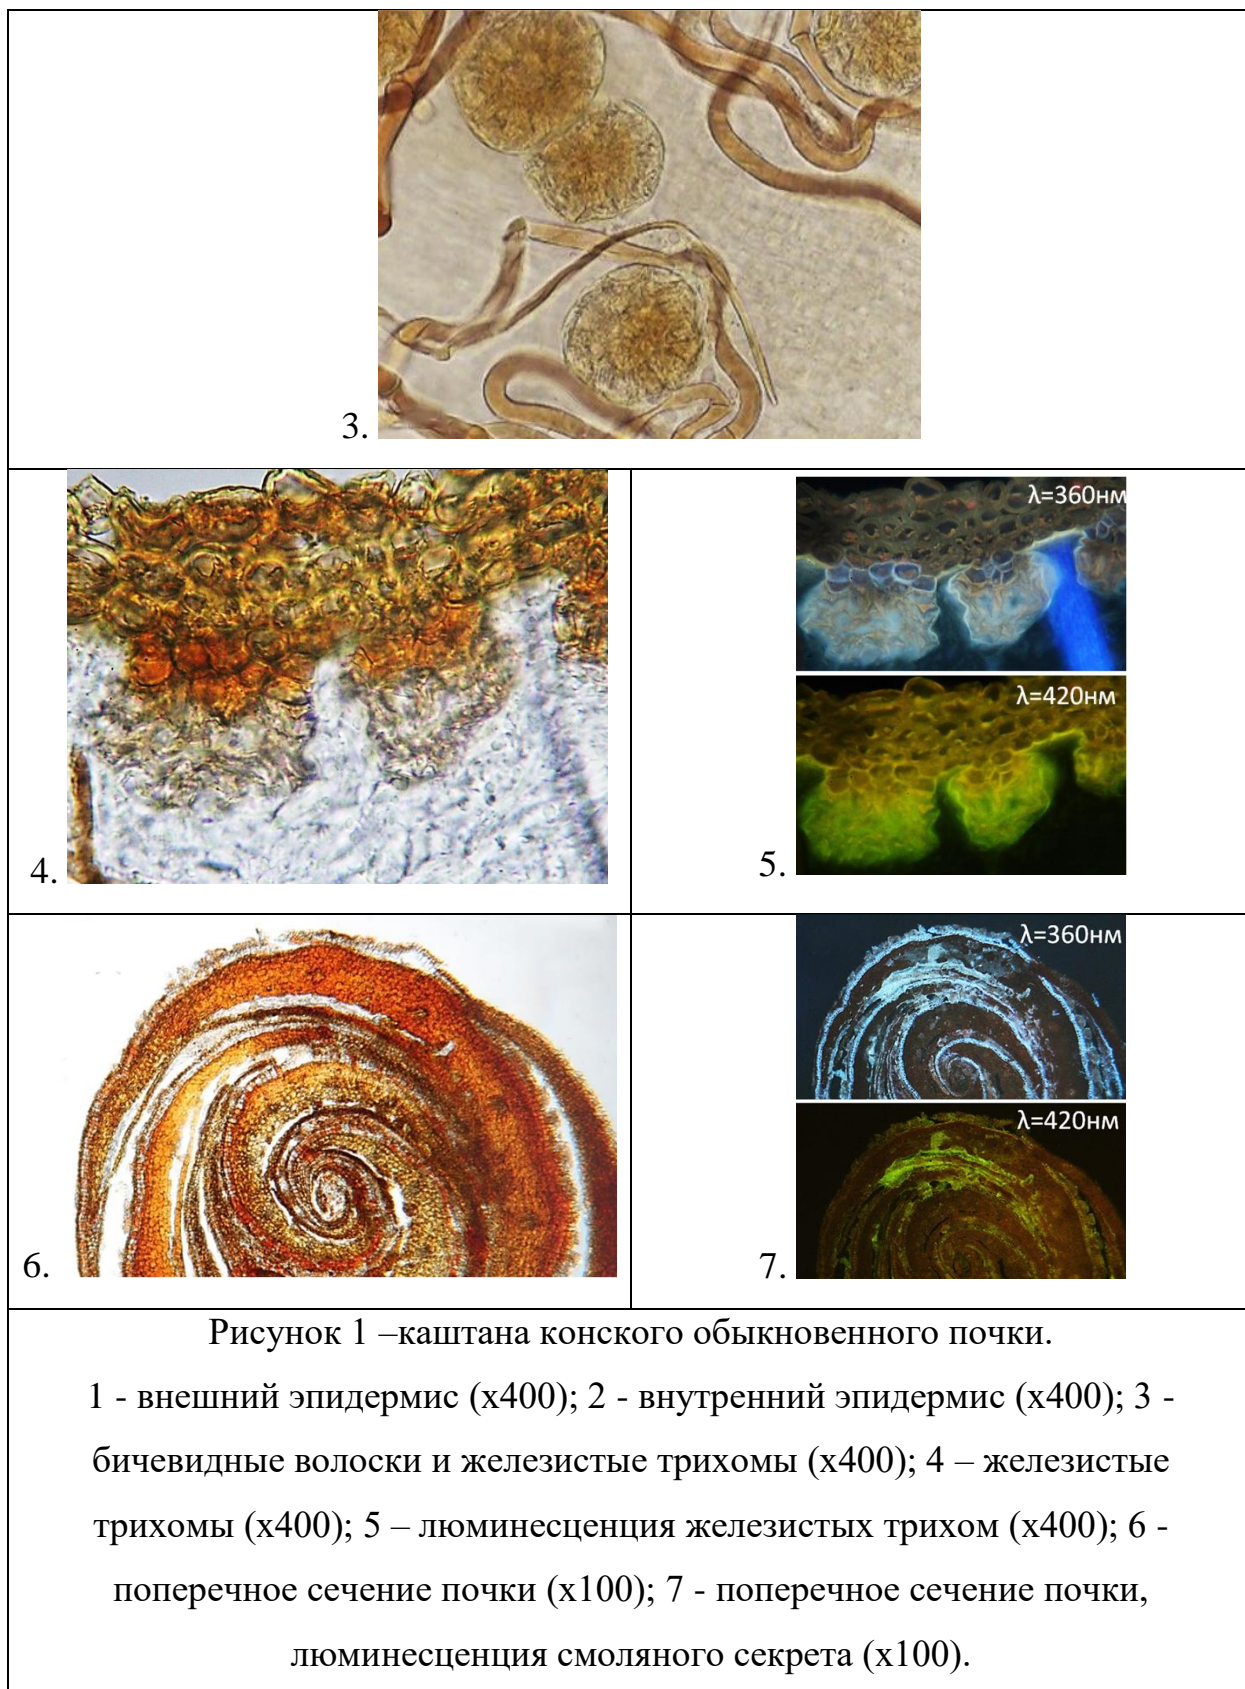 3.
4.
λ=360нм
λ=420нм
5.
6.
λ=360нм
λ=420нм
7.
Рисунок 1 –каштана конского обыкновенного почки.
1 - внешний эпидермис (х400); 2 - внутренний эпидермис (х400); 3 -
бичевидные волоски и железистые трихомы (х400); 4 – железистые
трихомы (х400); 5 – люминесценция железистых трихом (х400); 6 -
поперечное сечение почки (х100); 7 - поперечное сечение почки,
люминесценция смоляного секрета (х100).